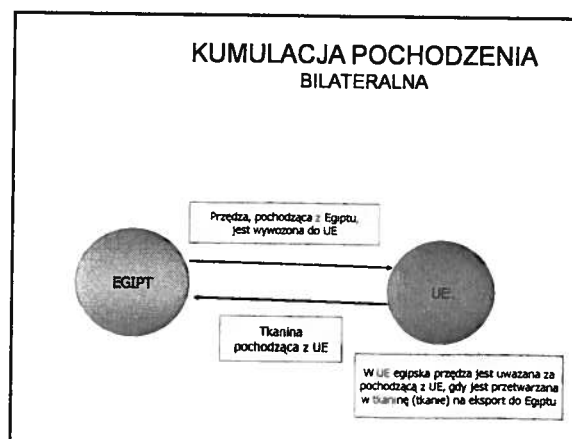 KUMULACJA POCHODZENIA
BILATERALNA
Przędza, pochodząca z Egiptu,
jest wywożona do UE
EGIPT
UE
Tkanina
pochodząca z UE
W UE egipska przędza jest uważana za
pochodzącą z UE, gdy jest przetwarzana
w tkaninę (tkanie) na eksport do Egiptu